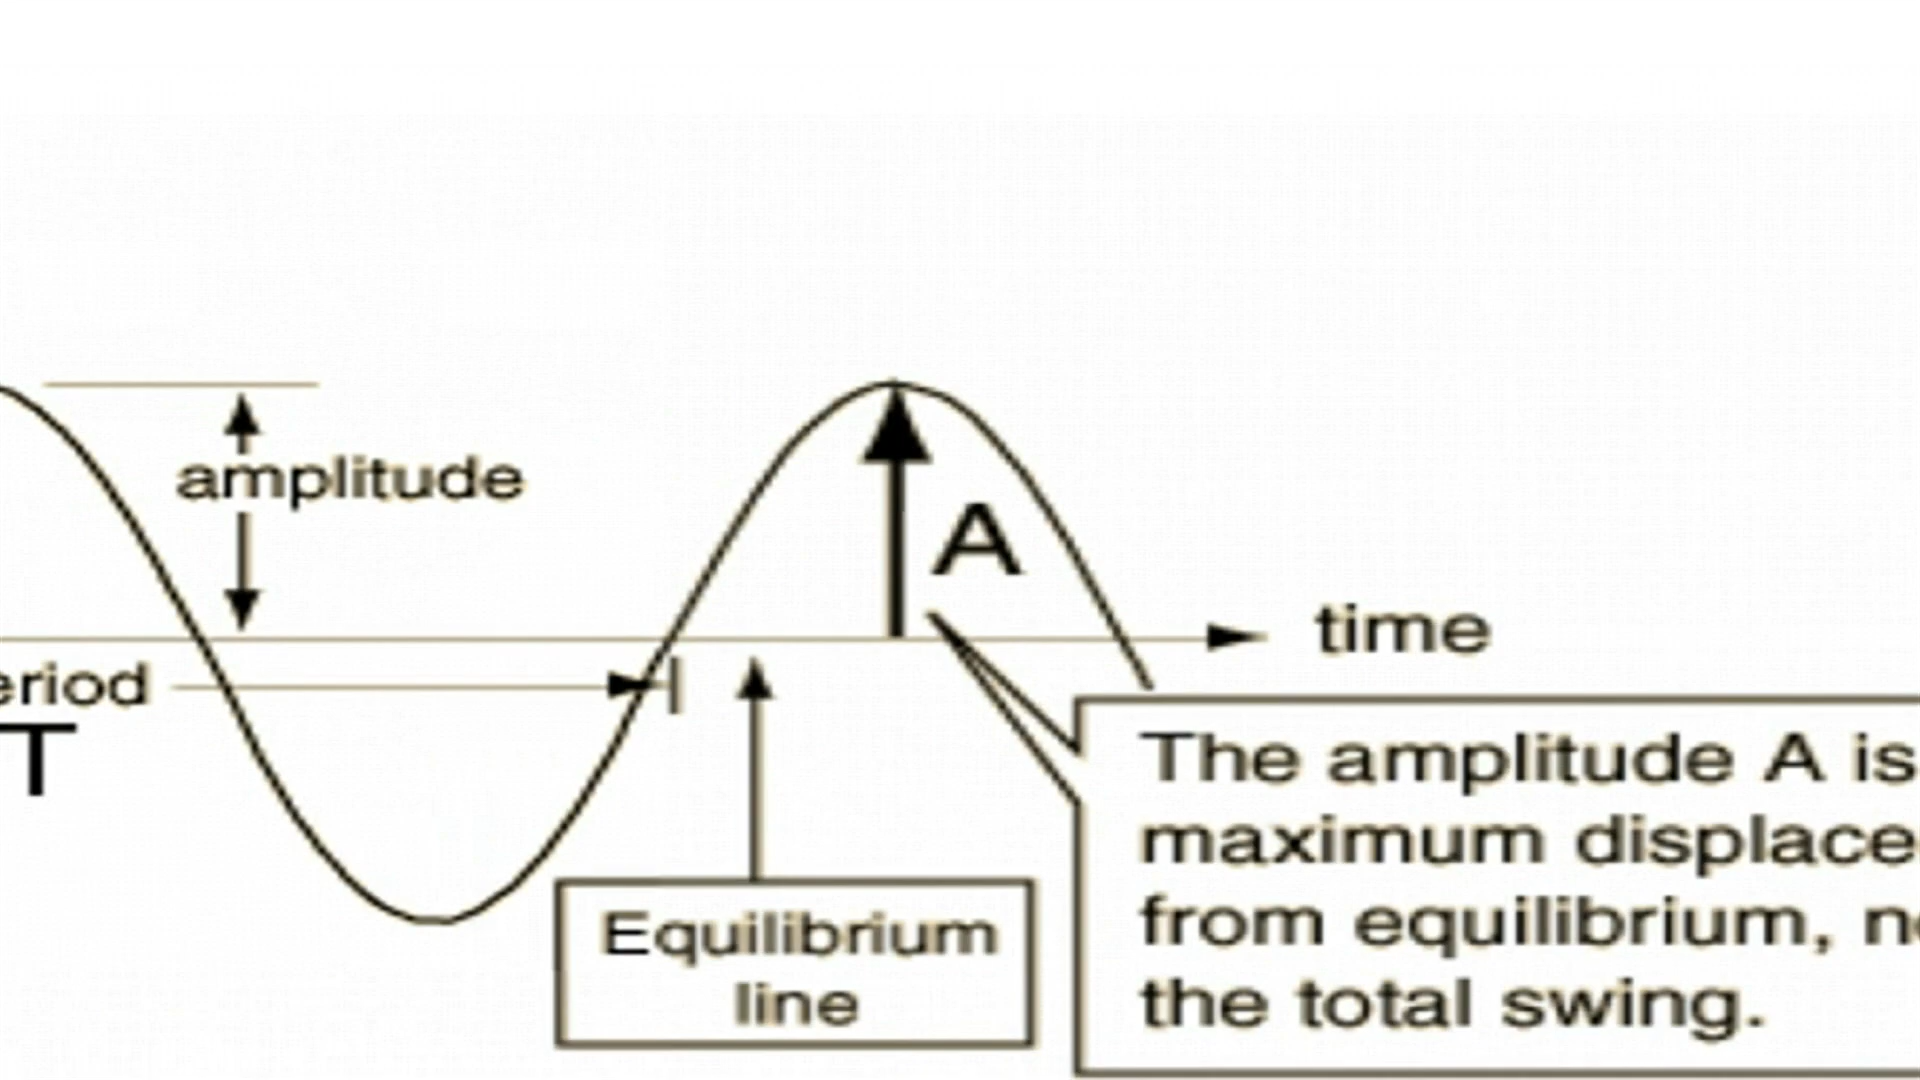 amplitude
A
time
eriod
T
The amplitude A is
maximum displace
from equilibrium, n
the total swing.
Equilibrium
line